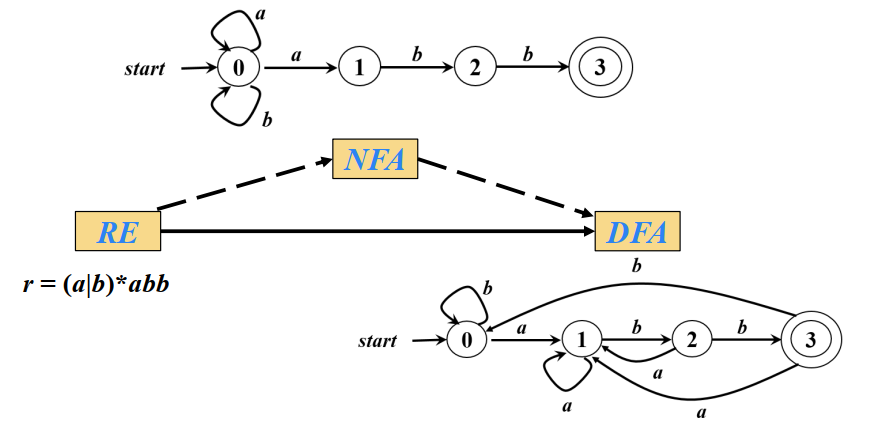 a
start 0 a 1 b 2 b 3
b
NFA
RE DFA
r = (a|b)*abb
b
b
start 0 a 1 b 2 b 3
a
a a